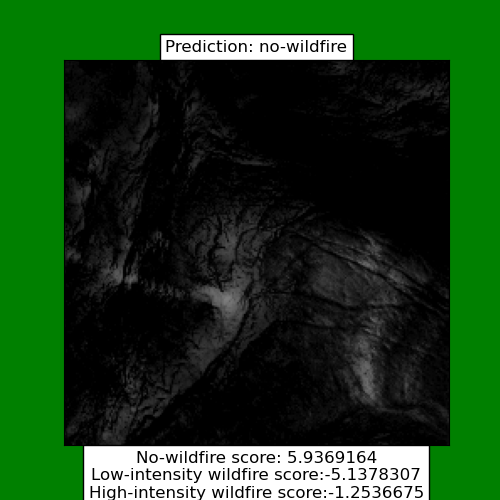 Prediction: no-wildfire
No-wildfire score: 5.9369164
Low-intensity wildfire score:-5.1378307
High-intensity wildfire score:-1.2536675